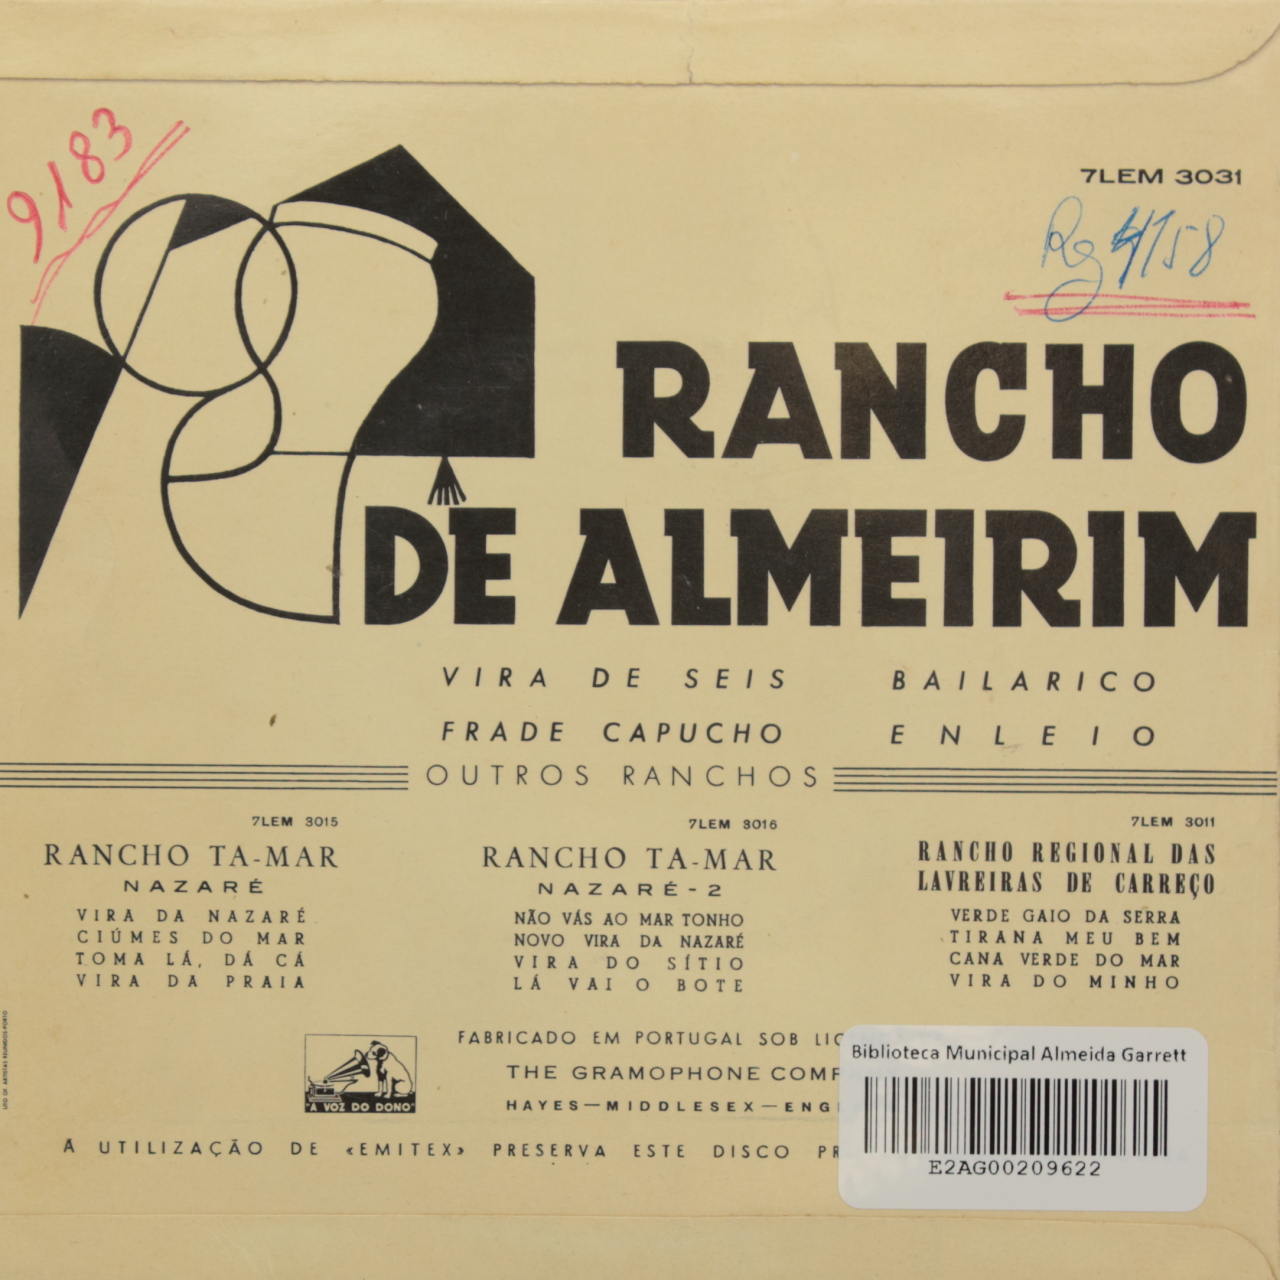 9183
7LEM 3031
Rg 4158
RANCHO
DE ALMEIRIM
VIRA DE SEIS BAILARICO
FRADE CAPUCHO ENLEIO
OUTROS RANCHOS
7LEM 3015
RANCHO TA-MAR
NAZARÉ
VIRA DA NAZARÉ
CIÚMES DO MAR
TOMA LÁ, DÁ CÁ
VIRA DA PRAIA
7LEM 3016
RANCHO TA-MAR
NAZARÉ-2
NÃO VÁS AO MAR TONHO
NOVO VIRA DA NAZARÉ
VIRA DO SÍTIO
LÁ VAI O BOTE
7LEM 3011
RANCHO REGIONAL DAS
LAVREIRAS DE CARREÇO
VERDE GAIO DA SERRA
TIRANA MEU BEM
CANA VERDE DO MAR
VIRA DO MINHO
"A VOZ DO DONO"
FABRICADO EM PORTUGAL SOB LIC
THE GRAMOPHONE COMP
HAYES—MIDDLESEX—ENG
A UTILIZAÇÃO DE «EMITEX» PRESERVA ESTE DISCO PR
Biblioteca Municipal Almeida Garrett
E2AG00209622